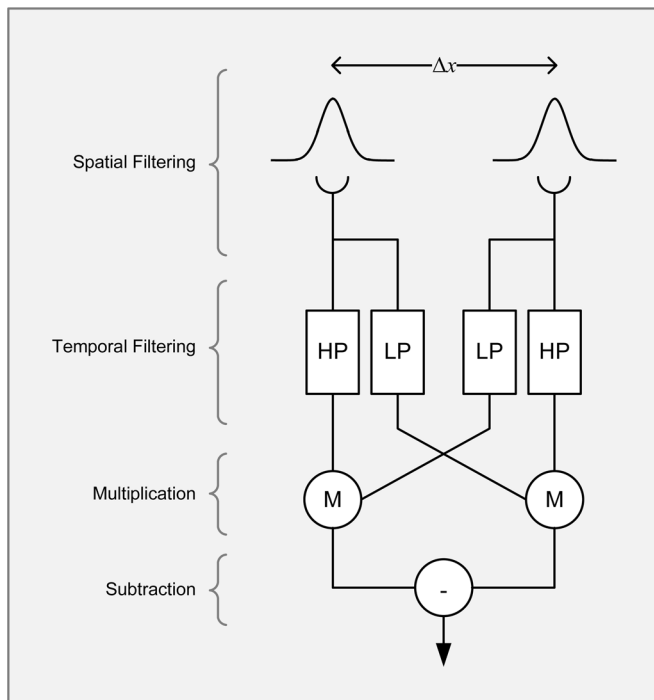 Δx
Spatial Filtering
Temporal Filtering
HP LP LP HP
Multiplication
M M
Subtraction
-